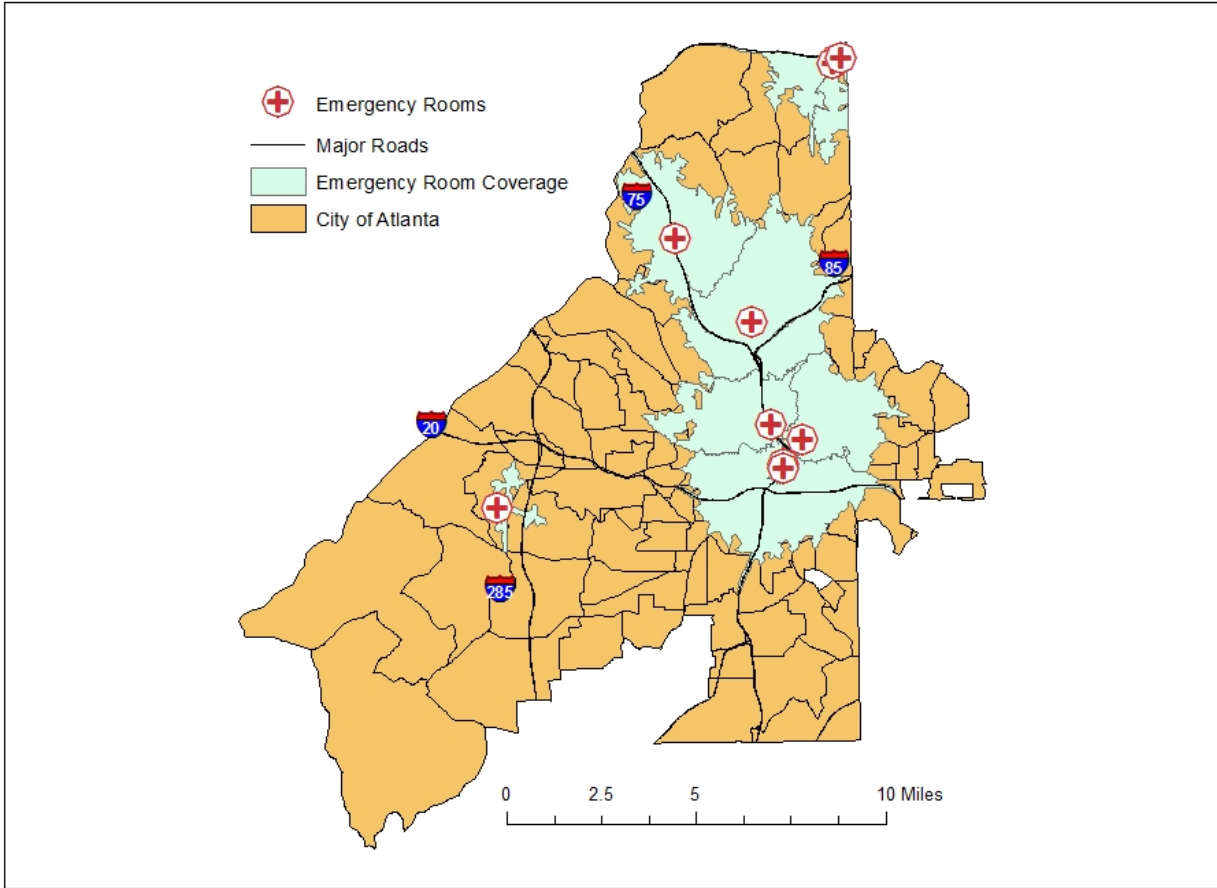 Emergency Rooms
Major Roads
Emergency Room Coverage
City of Atlanta
75
85
20
285
0 2.5 5 10 Miles